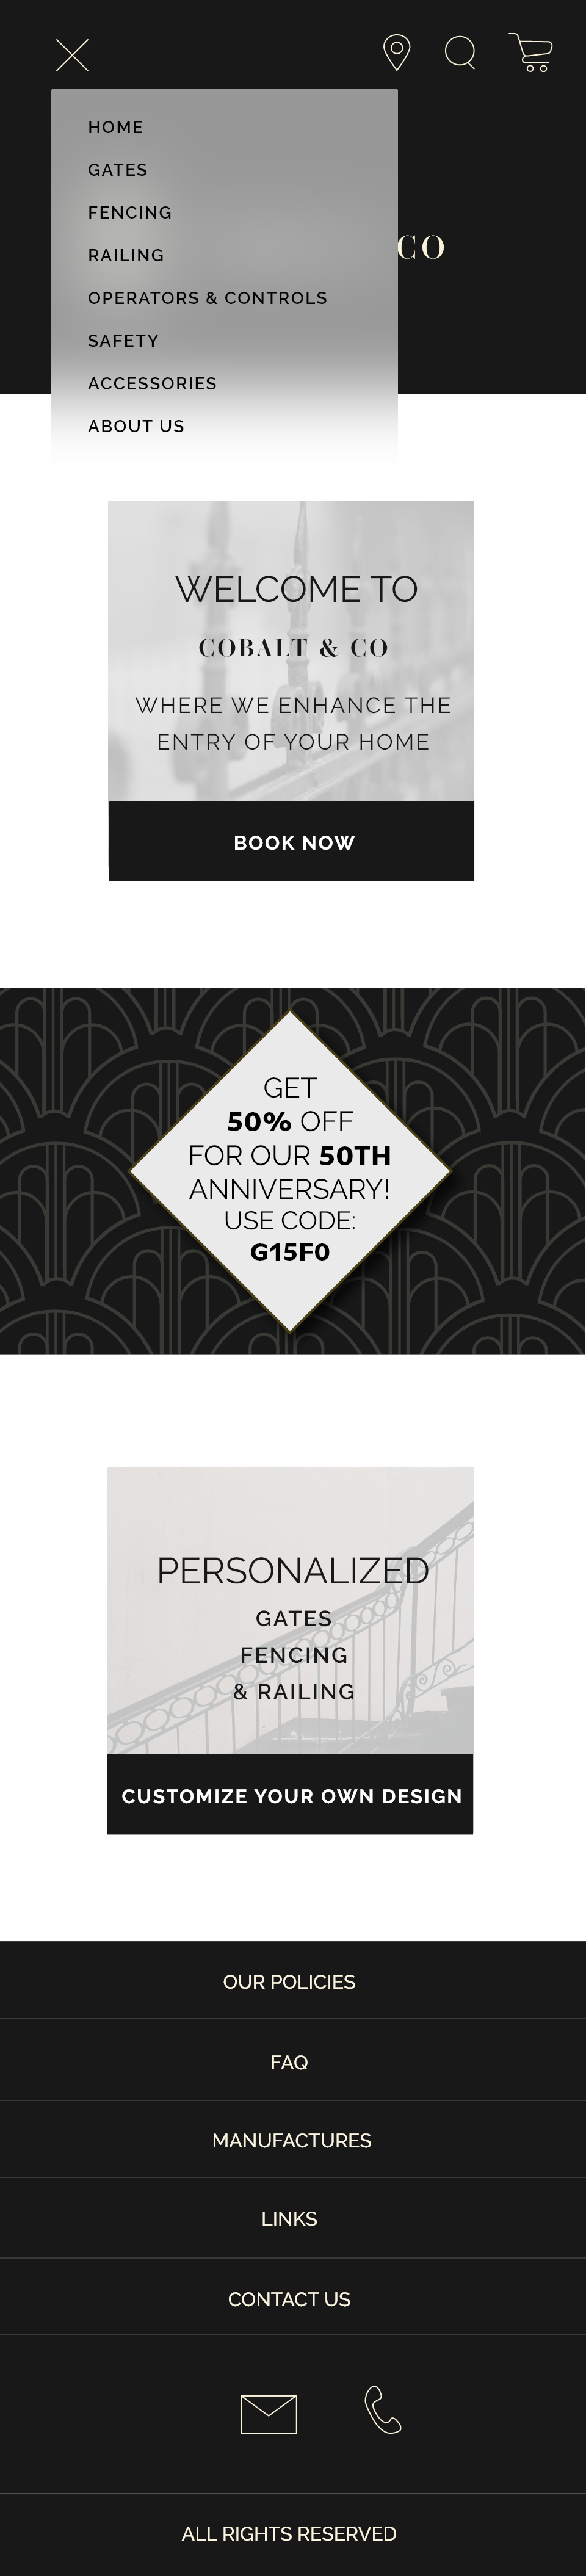 HOME
GATES
FENCING
CO
RAILING
OPERATORS & CONTROLS
SAFETY
ACCESSORIES
ABOUT US
WELCOME TO
COBALT & CO
WHERE WE ENHANCE THE
ENTRY OF YOUR HOME
BOOK NOW
GET
50% OFF
FOR OUR 50TH
ANNIVERSARY!
USE CODE:
G15F0
PERSONALIZED
GATES
FENCING
& RAILING
CUSTOMIZE YOUR OWN DESIGN
OUR POLICIES
FAQ
MANUFACTURES
LINKS
CONTACT US
ALL RIGHTS RESERVED